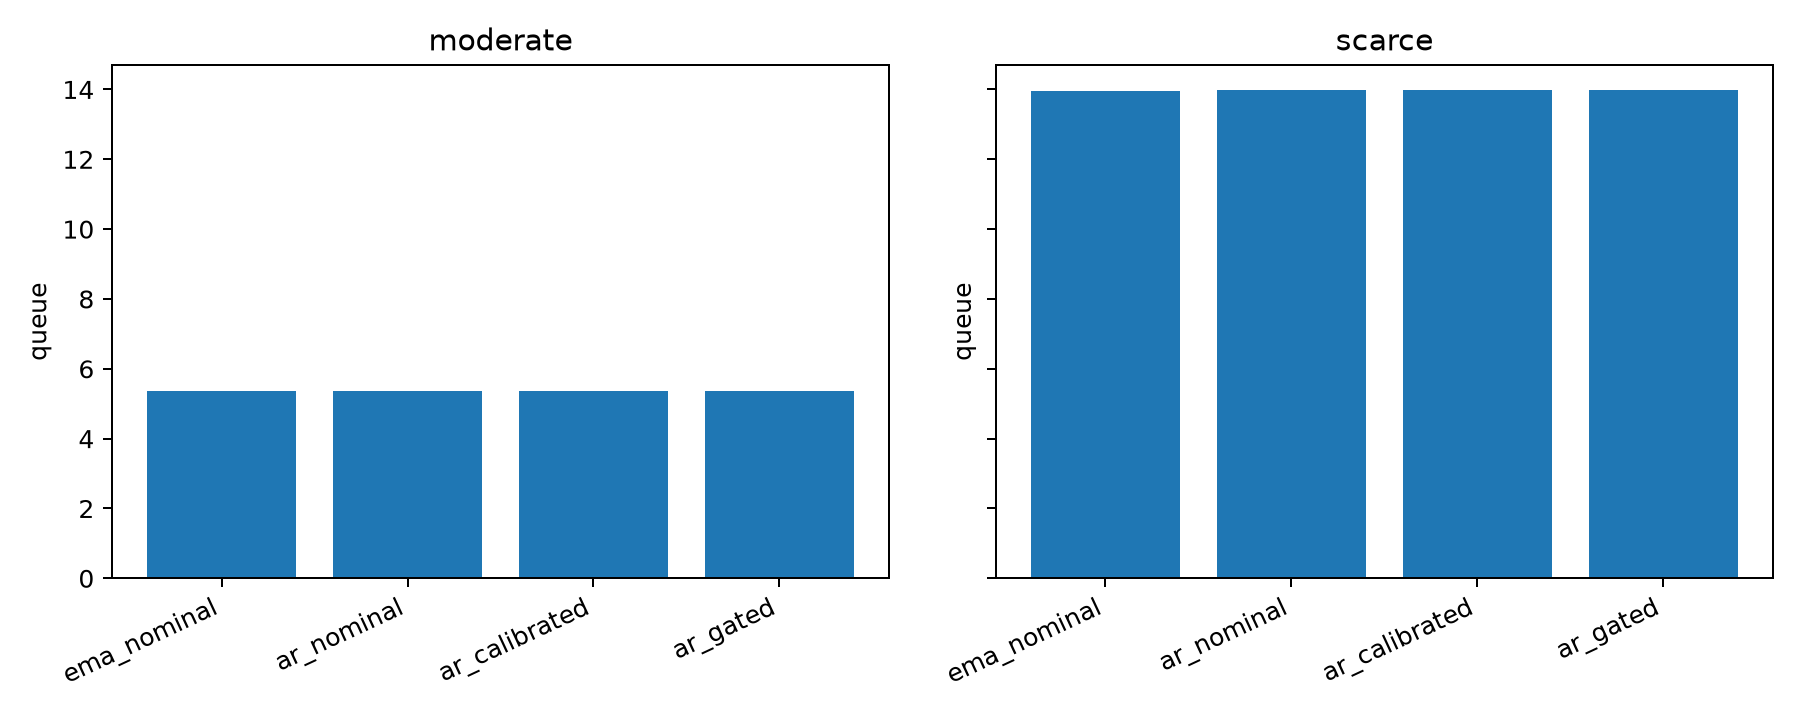 moderate
queue
14
12
10
8
6
4
2
0
ema_nominal
ar_nominal
ar_calibrated
ar_gated
scarce
queue
ema_nominal
ar_nominal
ar_calibrated
ar_gated